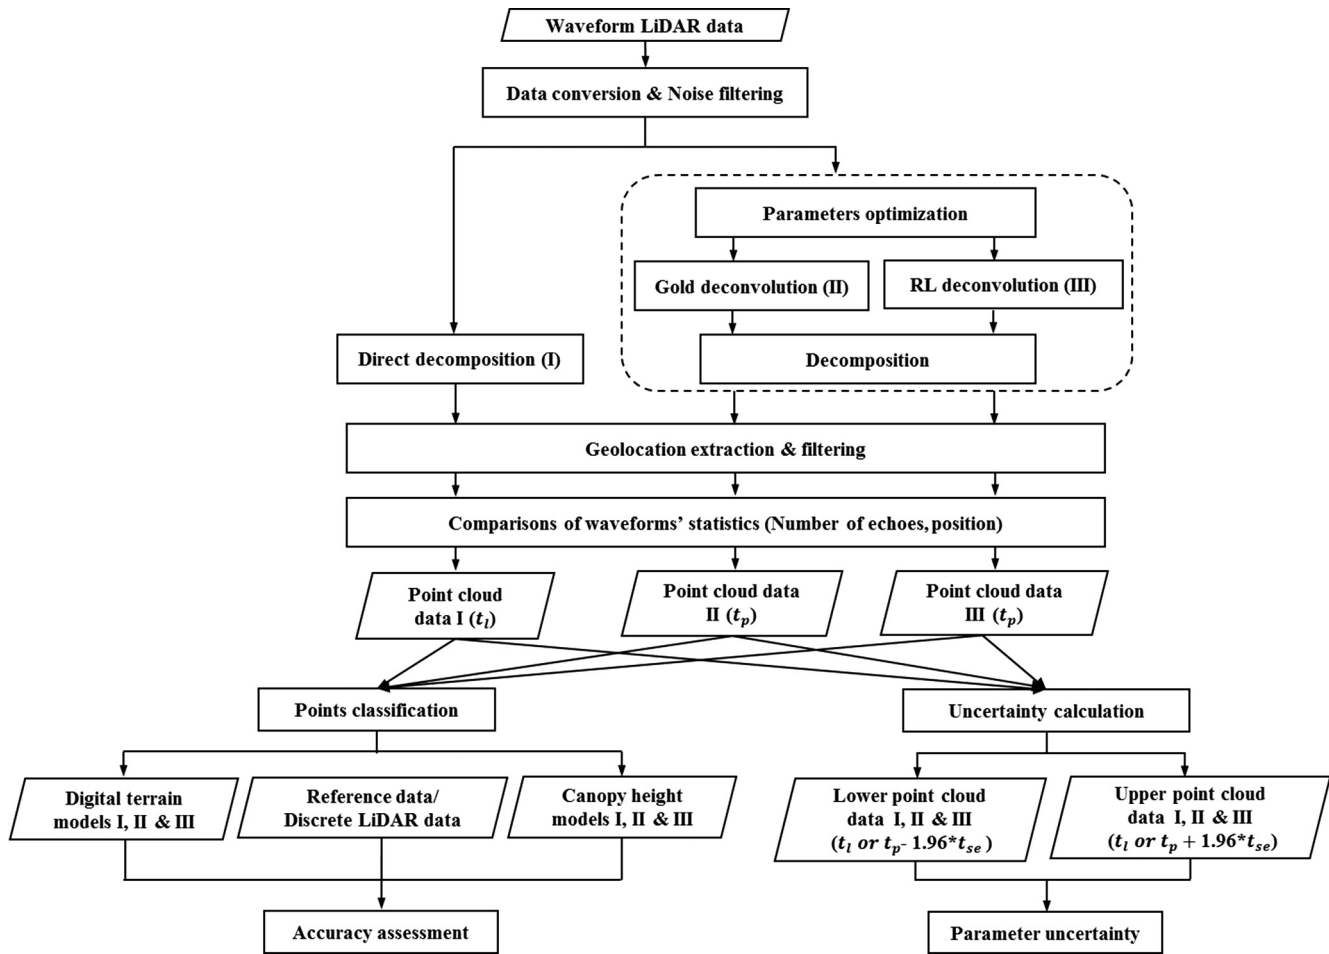 Waveform LiDAR data
Data conversion & Noise filtering
Parameters optimization
Gold deconvolution (II)
RL deconvolution (III)
Direct decomposition (I)
Decomposition
Geolocation extraction & filtering
Comparisons of waveforms' statistics (Number of echoes, position)
Point cloud
data I (t_l)
Point cloud data
II (t_p)
Point cloud data
III (t_p)
Points classification
Uncertainty calculation
Digital terrain
models I, II & III
Reference data/
Discrete LiDAR data
Canopy height
models I, II & III
Lower point cloud
data I, II & III
(t_l or t_p- 1.96*t_se )
Upper point cloud
data I, II & III
(t_l or t_p + 1.96*t_se)
Accuracy assessment
Parameter uncertainty